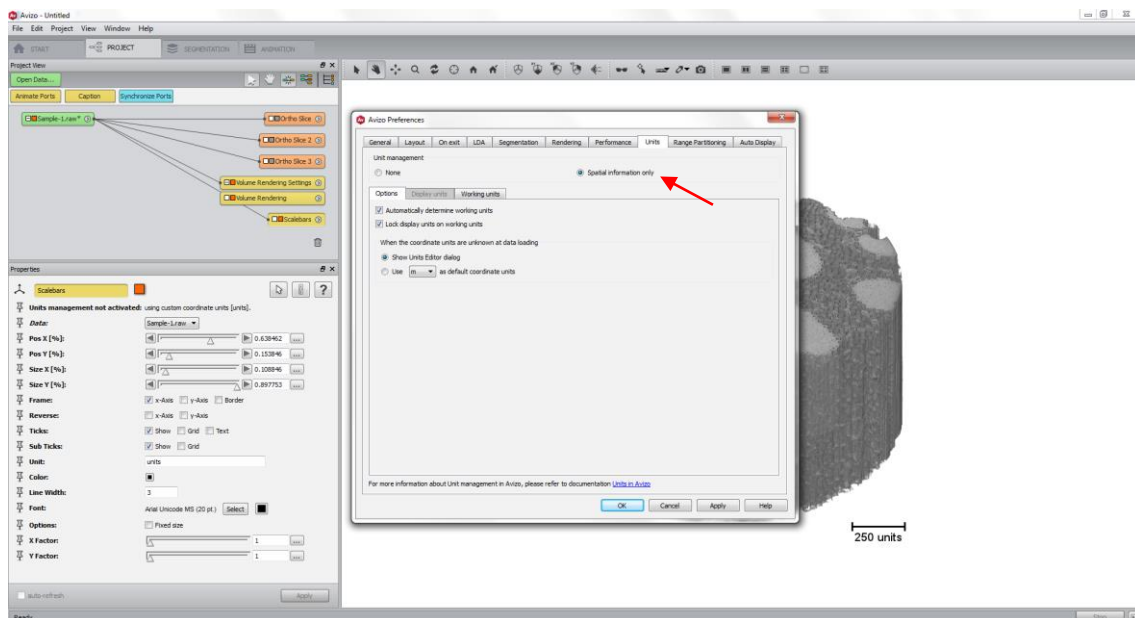 Avizo - Untitled
File Edit Project View Window Help
START PROJECT SEGMENTATION ANIMATION
Project View
Open Data...
Animate Ports Caption Synchronize Ports
Sample-1.raw*
Ortho Slice
Ortho Slice 2
Ortho Slice 3
Volume Rendering Settings
Volume Rendering
Scalebars
Properties
Scalebars
?
Units management not activated: using custom coordinate units [units].
Data: Sample-1.raw
Pos X [%]: 0.638462 ...
Pos Y [%]: 0.153846 ...
Size X [%]: 0.108846 ...
Size Y [%]: 0.897753 ...
Frame: x-Axis y-Axis Border
Reverse: x-Axis y-Axis
Ticks: Show Grid Text
Sub Ticks: Show Grid
Unit: units
Color:
Line Width: 3
Font: Arial Unicode MS (20 pt.) Select
Options: Fixed size
X Factor: 1 ...
Y Factor: 1 ...
auto-refresh Apply
Ready
Stop
Avizo Preferences
General Layout On exit LDA Segmentation Rendering Performance Units Range Partitioning Auto Display
Unit management
None Spatial information only
Options Display units Working units
Automatically determine working units
Lock display units on working units
When the coordinate units are unknown at data loading
Show Units Editor dialog
Use m as default coordinate units
For more information about Unit management in Avizo, please refer to documentation Units in Avizo
OK Cancel Apply Help
250 units